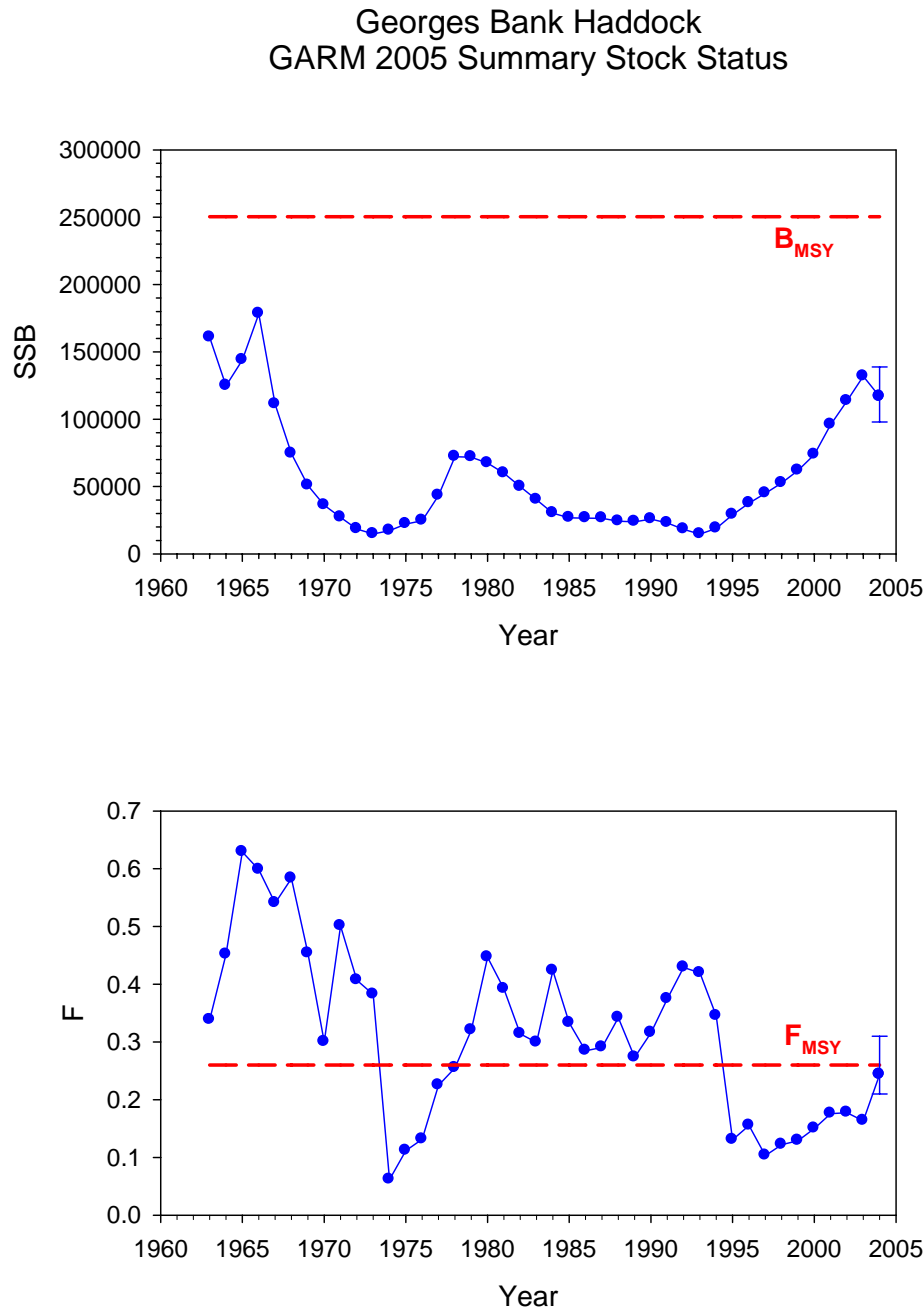 Georges Bank Haddock
GARM 2005 Summary Stock Status
300000
250000
200000
150000
100000
50000
0
SSB
BMSY
1960 1965 1970 1975 1980 1985 1990 1995 2000 2005
Year
0.7
0.6
0.5
0.4
0.3
0.2
0.1
0.0
F
FMSY
1960 1965 1970 1975 1980 1985 1990 1995 2000 2005
Year